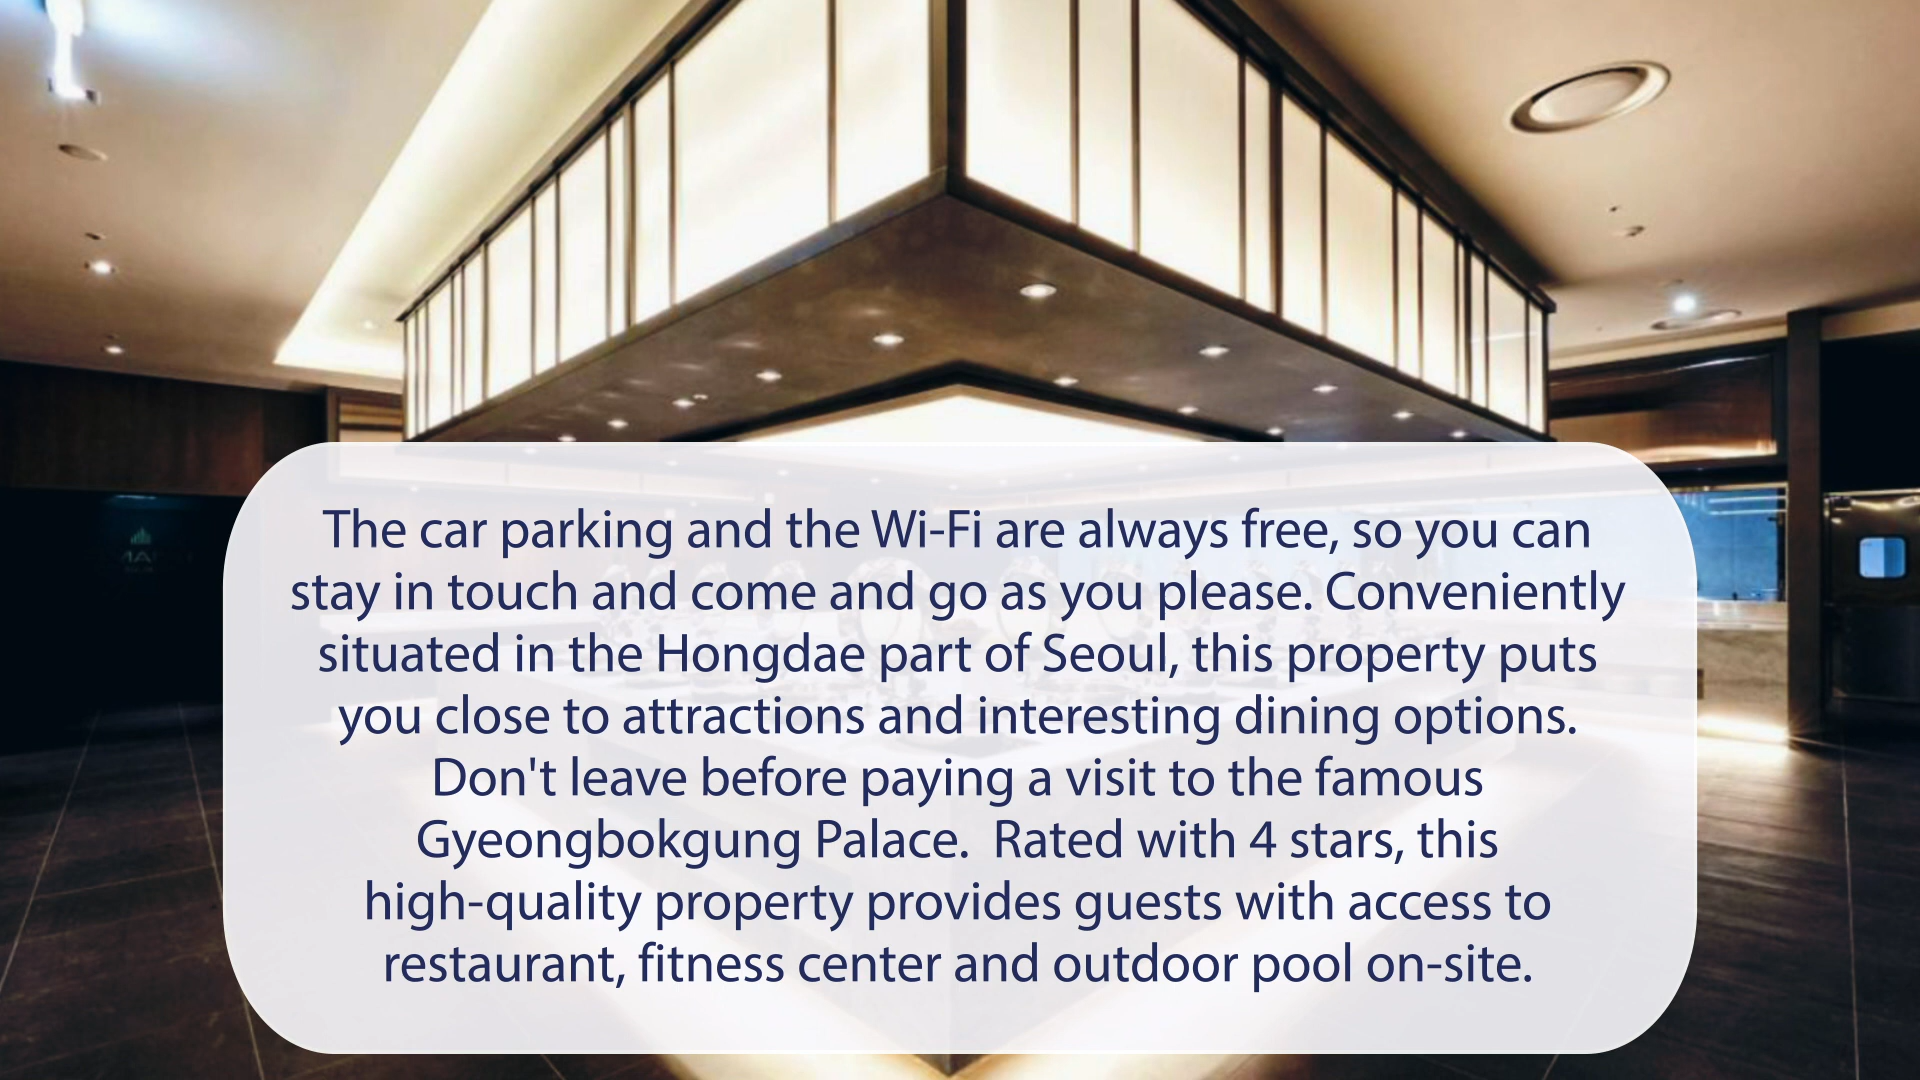 The car parking and the Wi-Fi are always free, so you can
stay in touch and come and go as you please. Conveniently
situated in the Hongdae part of Seoul, this property puts
you close to attractions and interesting dining options.
Don't leave before paying a visit to the famous
Gyeongbokgung Palace.  Rated with 4 stars, this
high-quality property provides guests with access to
restaurant, fitness center and outdoor pool on-site.